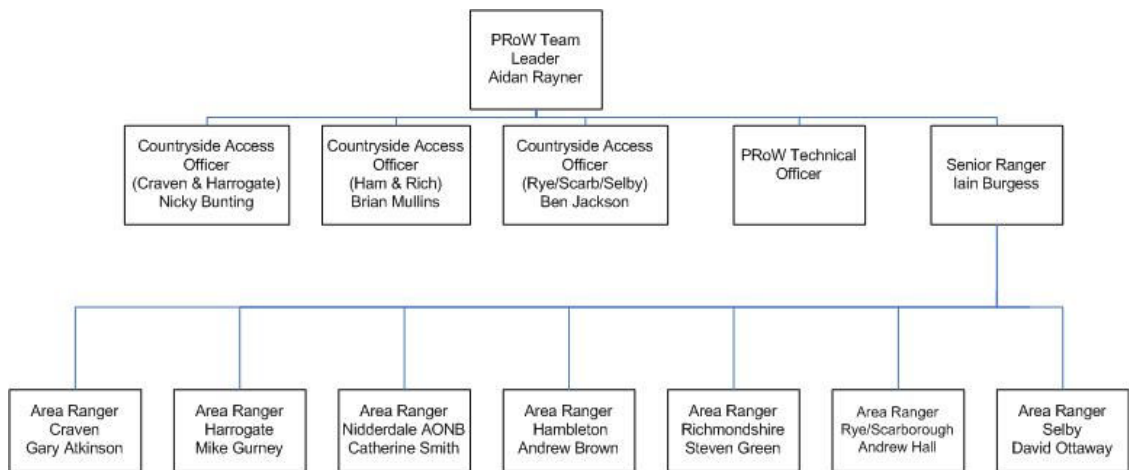 PRoW Team
Leader
Aidan Rayner
Countryside Access
Officer
(Craven & Harrogate)
Nicky Bunting
Countryside Access
Officer
(Ham & Rich)
Brian Mullins
Countryside Access
Officer
(Rye/Scarb/Selby)
Ben Jackson
PRoW Technical
Officer
Senior Ranger
Iain Burgess
Area Ranger
Craven
Gary Atkinson
Area Ranger
Harrogate
Mike Gurney
Area Ranger
Nidderdale AONB
Catherine Smith
Area Ranger
Hambleton
Andrew Brown
Area Ranger
Richmondshire
Steven Green
Area Ranger
Rye/Scarborough
Andrew Hall
Area Ranger
Selby
David Ottaway